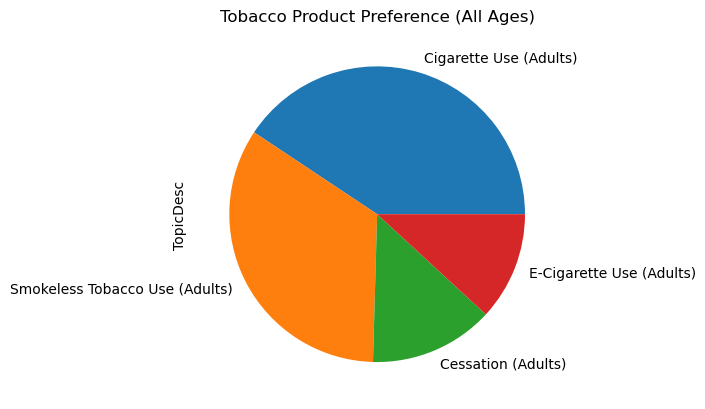 Tobacco Product Preference (All Ages)
Cigarette Use (Adults)
TopicDesc
Smokeless Tobacco Use (Adults)
E-Cigarette Use (Adults)
Cessation (Adults)